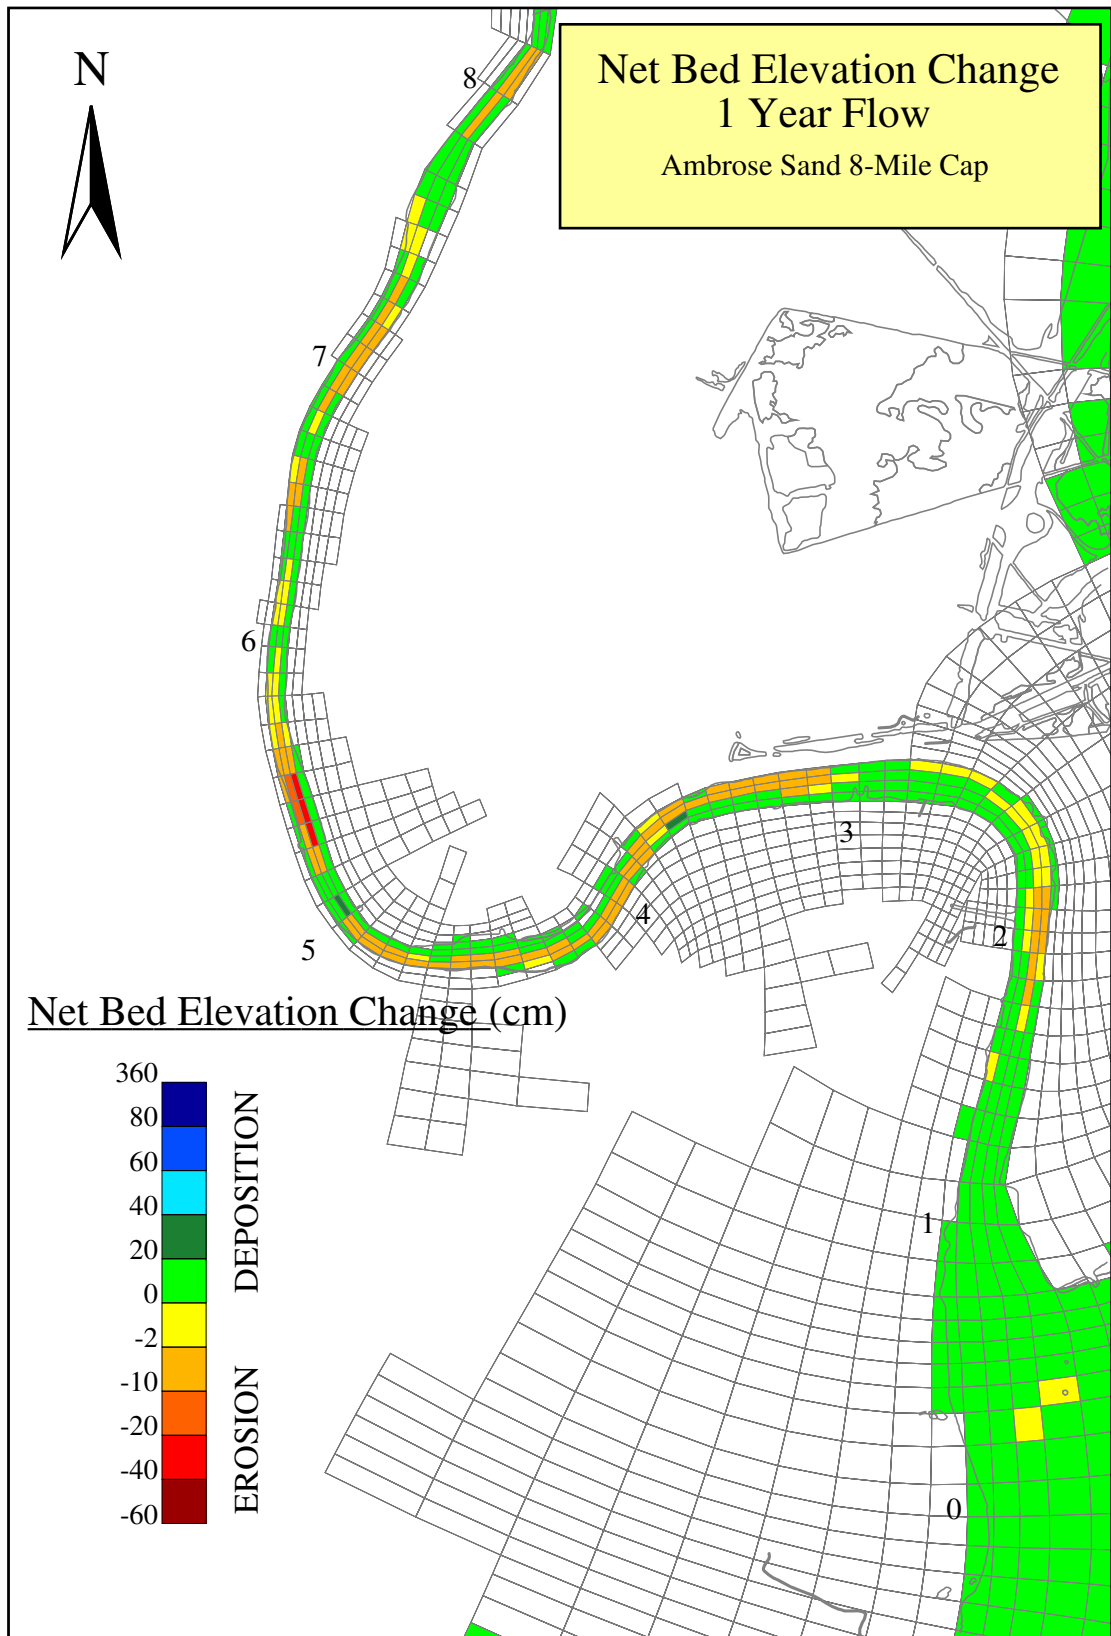 N
Net Bed Elevation Change
1 Year Flow
Ambrose Sand 8-Mile Cap
8
7
6
5
4
3
2
1
0
Net Bed Elevation Change (cm)
360
80
60
40
20
0
-2
-10
-20
-40
-60
DEPOSITION
EROSION